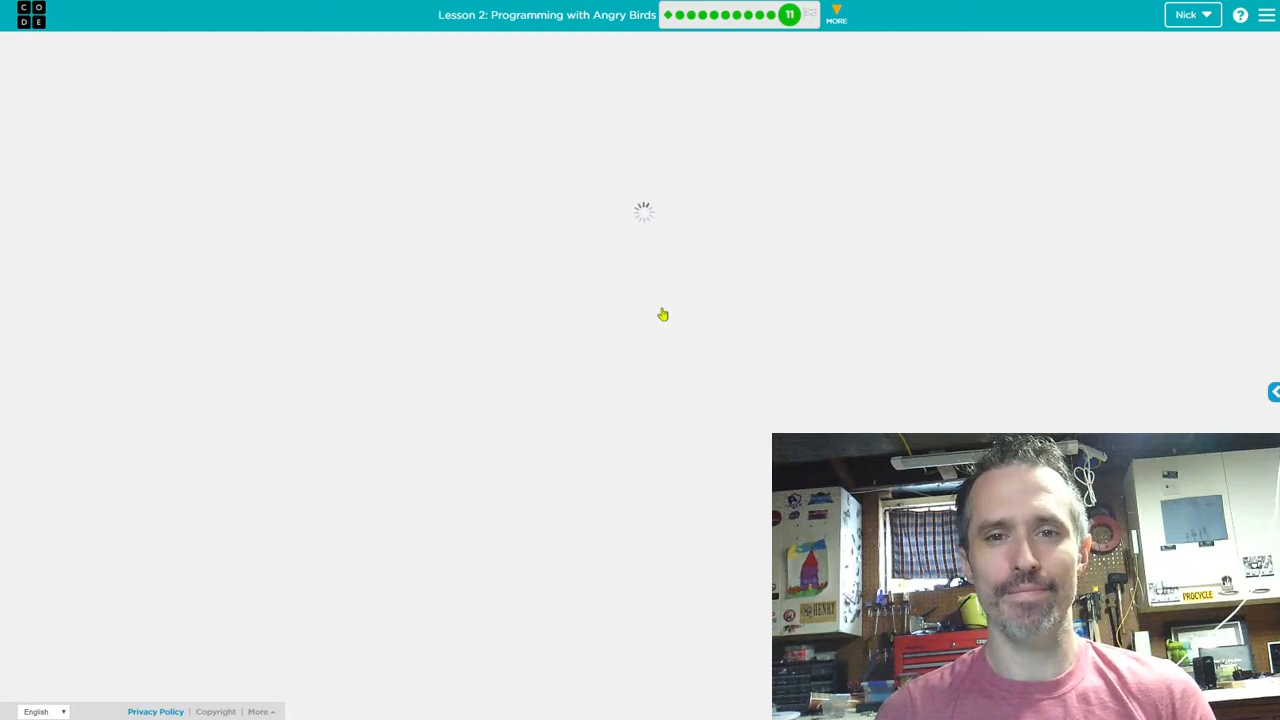 C O
D E
Lesson 2: Programming with Angry Birds
11
MORE
Nick
?
HENRY
PROCYCLE
English
Privacy Policy | Copyright | More